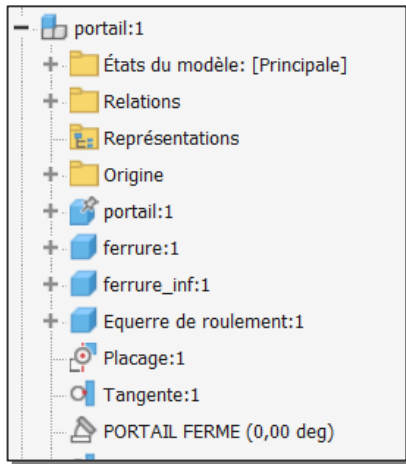 portail:1
États du modèle: [Principale]
Relations
Représentations
Origine
portail:1
ferrure:1
ferrure_inf:1
Equerre de roulement:1
Placage:1
Tangente:1
PORTAIL FERME (0,00 deg)